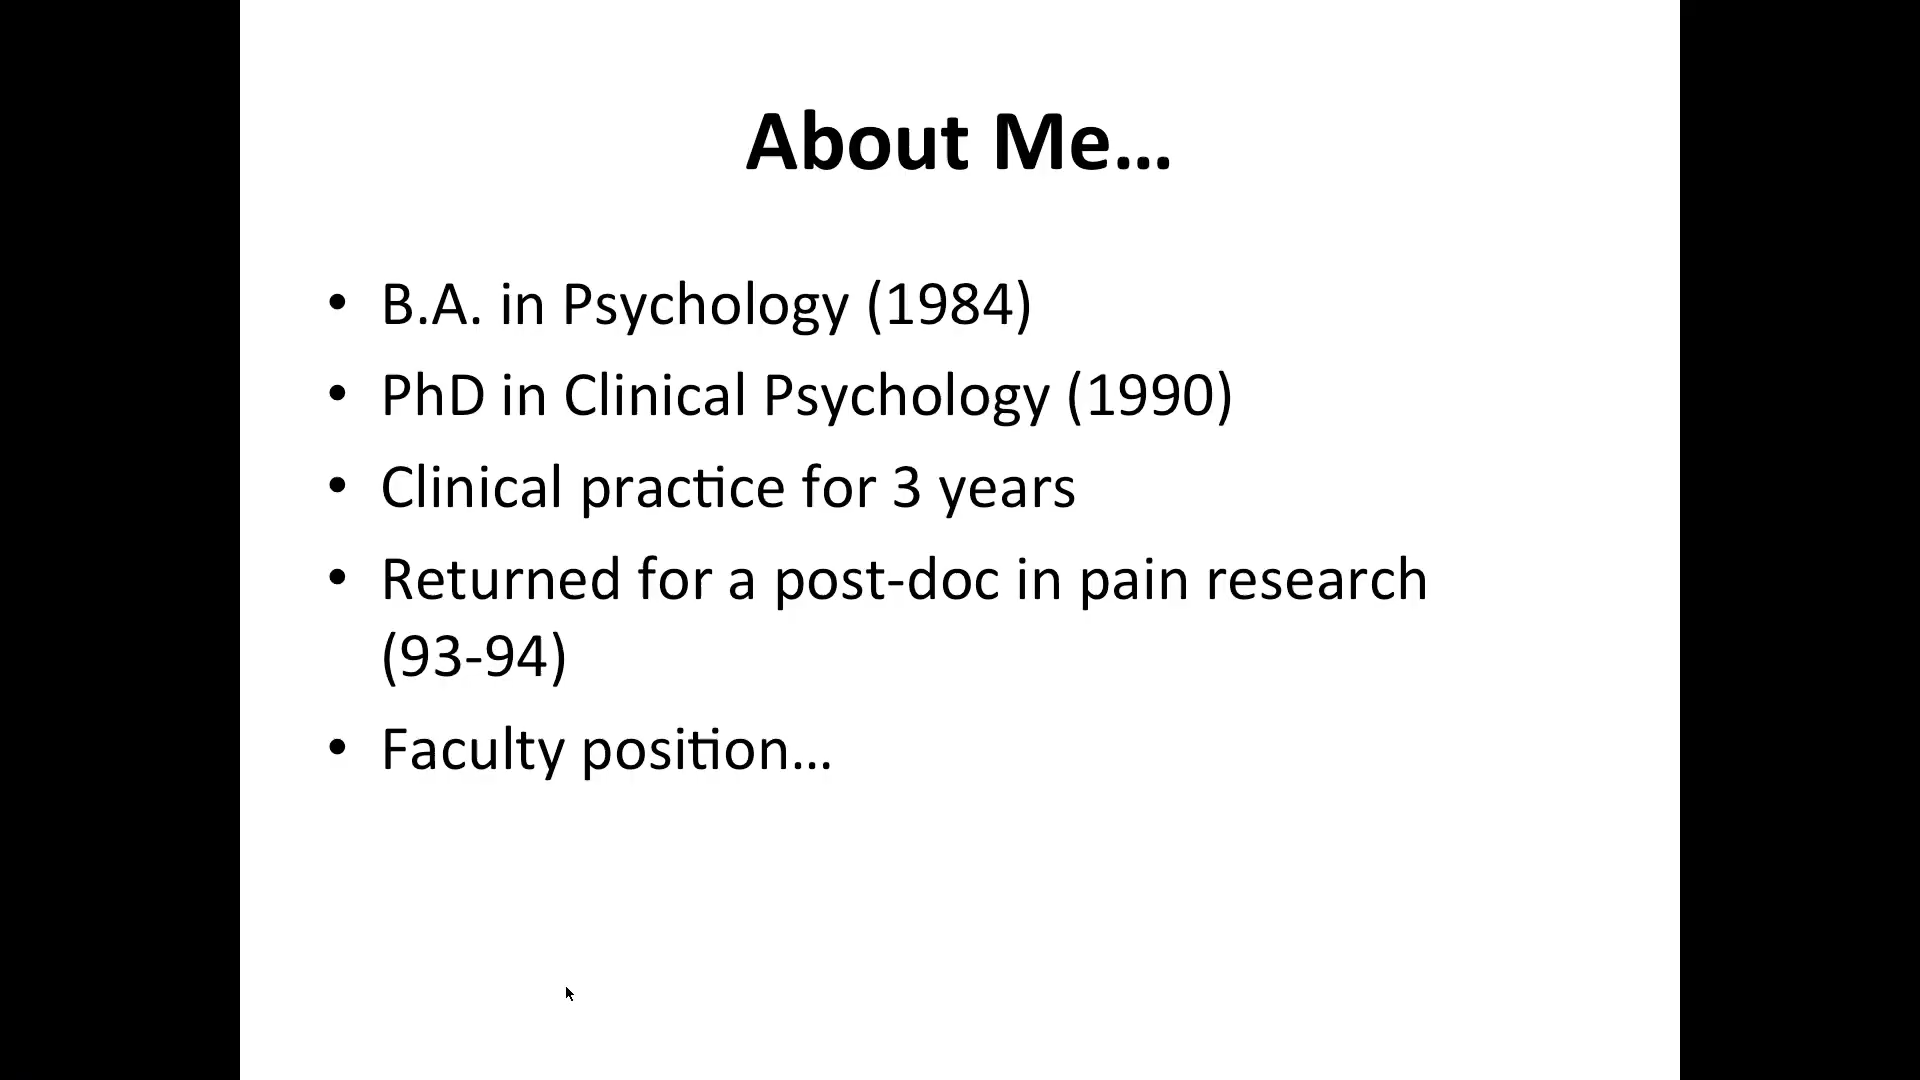 About Me...
• B.A. in Psychology (1984)
• PhD in Clinical Psychology (1990)
• Clinical practice for 3 years
• Returned for a post-doc in pain research
(93-94)
• Faculty position...